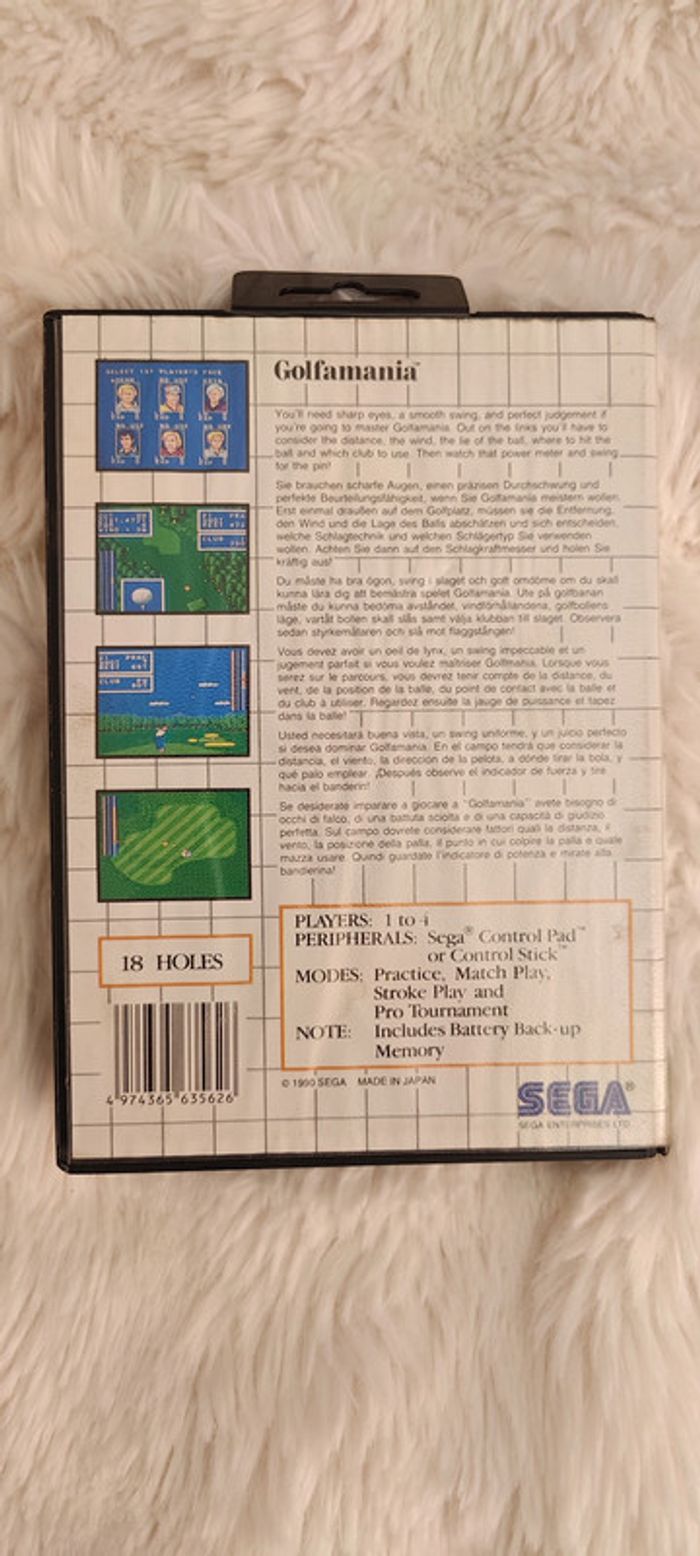 Golfamania™
You'll need sharp eyes, a smooth swing, and perfect judgement if
you're going to master Golfamania. Out on the links you'll have to
consider the distance, the wind, the lie of the ball, where to hit the
ball and which club to use. Then watch that power meter and swing
for the pin!
Sie brauchen scharfe Augen, einen präzisen Durchschwung und
perfekte Beurteilungsfähigkeit, wenn Sie Golfamania meistern wollen.
Erst einmal draußen auf dem Golfplatz, müssen sie die Entfernung,
den Wind und die Lage des Balls abschätzen und sich entscheiden,
welche Schlagtechnik und welchen Schlägertyp Sie verwenden
wollen. Achten Sie dann auf den Schlagkraftmesser und holen Sie
kräftig aus!
Du måste ha bra ögon, sving i slaget och gott omdöme om du skall
kunna lära dig att bemästra spelet Golfamania. Ute på golfbanan
måste du kunna bedöma avståndet, vindförhållandena, golfbollens
läge, vartåt bollen skall slås samt välja klubban till slaget. Observera
sedan styrkemätaren och slå mot flaggstången!
Vous devez avoir un oeil de lynx, un swing impeccable et un
jugement parfait si vous voulez maîtriser Golfmania. Lorsque vous
serez sur le parcours, vous devrez tenir compte de la distance, du
vent, de la position de la balle, du point de contact avec la balle et
du club à utiliser. Regardez ensuite la jauge de puissance et tapez
dans la balle!
Usted necesitará buena vista, un swing uniforme, y un juicio perfecto
si desea dominar Golfamania. En el campo tendrá que considerar la
distancia, el viento, la dirección de la pelota, a dónde tirar la bola, y
qué palo emplear. ¡Después observe el indicador de fuerza y tire
hacia el banderín!
Se desiderate imparare a giocare a "Golfamania" avete bisogno di
occhi di falco, di una battuta sciolta e di una capacità di giudizio
perfetta. Sul campo dovrete considerare fattori quali la distanza, il
vento, la posizione della palla, il punto in cui colpire la palla e quale
mazza usare. Quindi guardate l'indicatore di potenza e mirate alla
bandierina!
SELECT 1ST PLAYER'S FACE
18 HOLES
4 974365 635626
PLAYERS: 1 to 4
PERIPHERALS: Sega® Control Pad™
or Control Stick™
MODES: Practice, Match Play,
Stroke Play and
Pro Tournament
NOTE: Includes Battery Back-up
Memory
© 1990 SEGA MADE IN JAPAN
SEGA®
SEGA ENTERPRISES LTD.